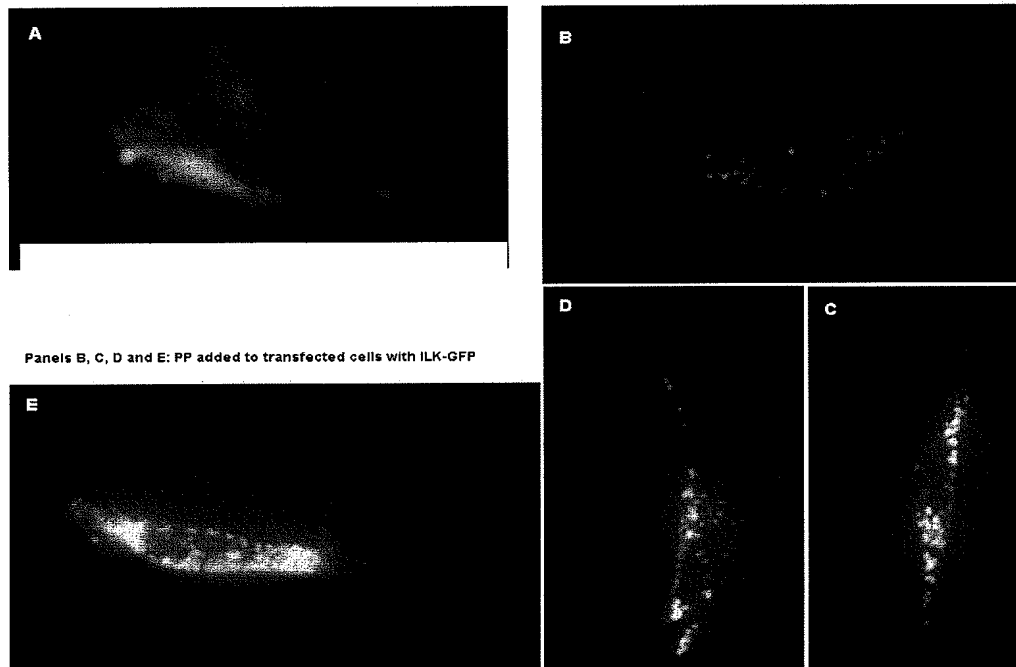 A
B
Panels B, C, D and E: PP added to transfected cells with ILK-GFP
D
C
E